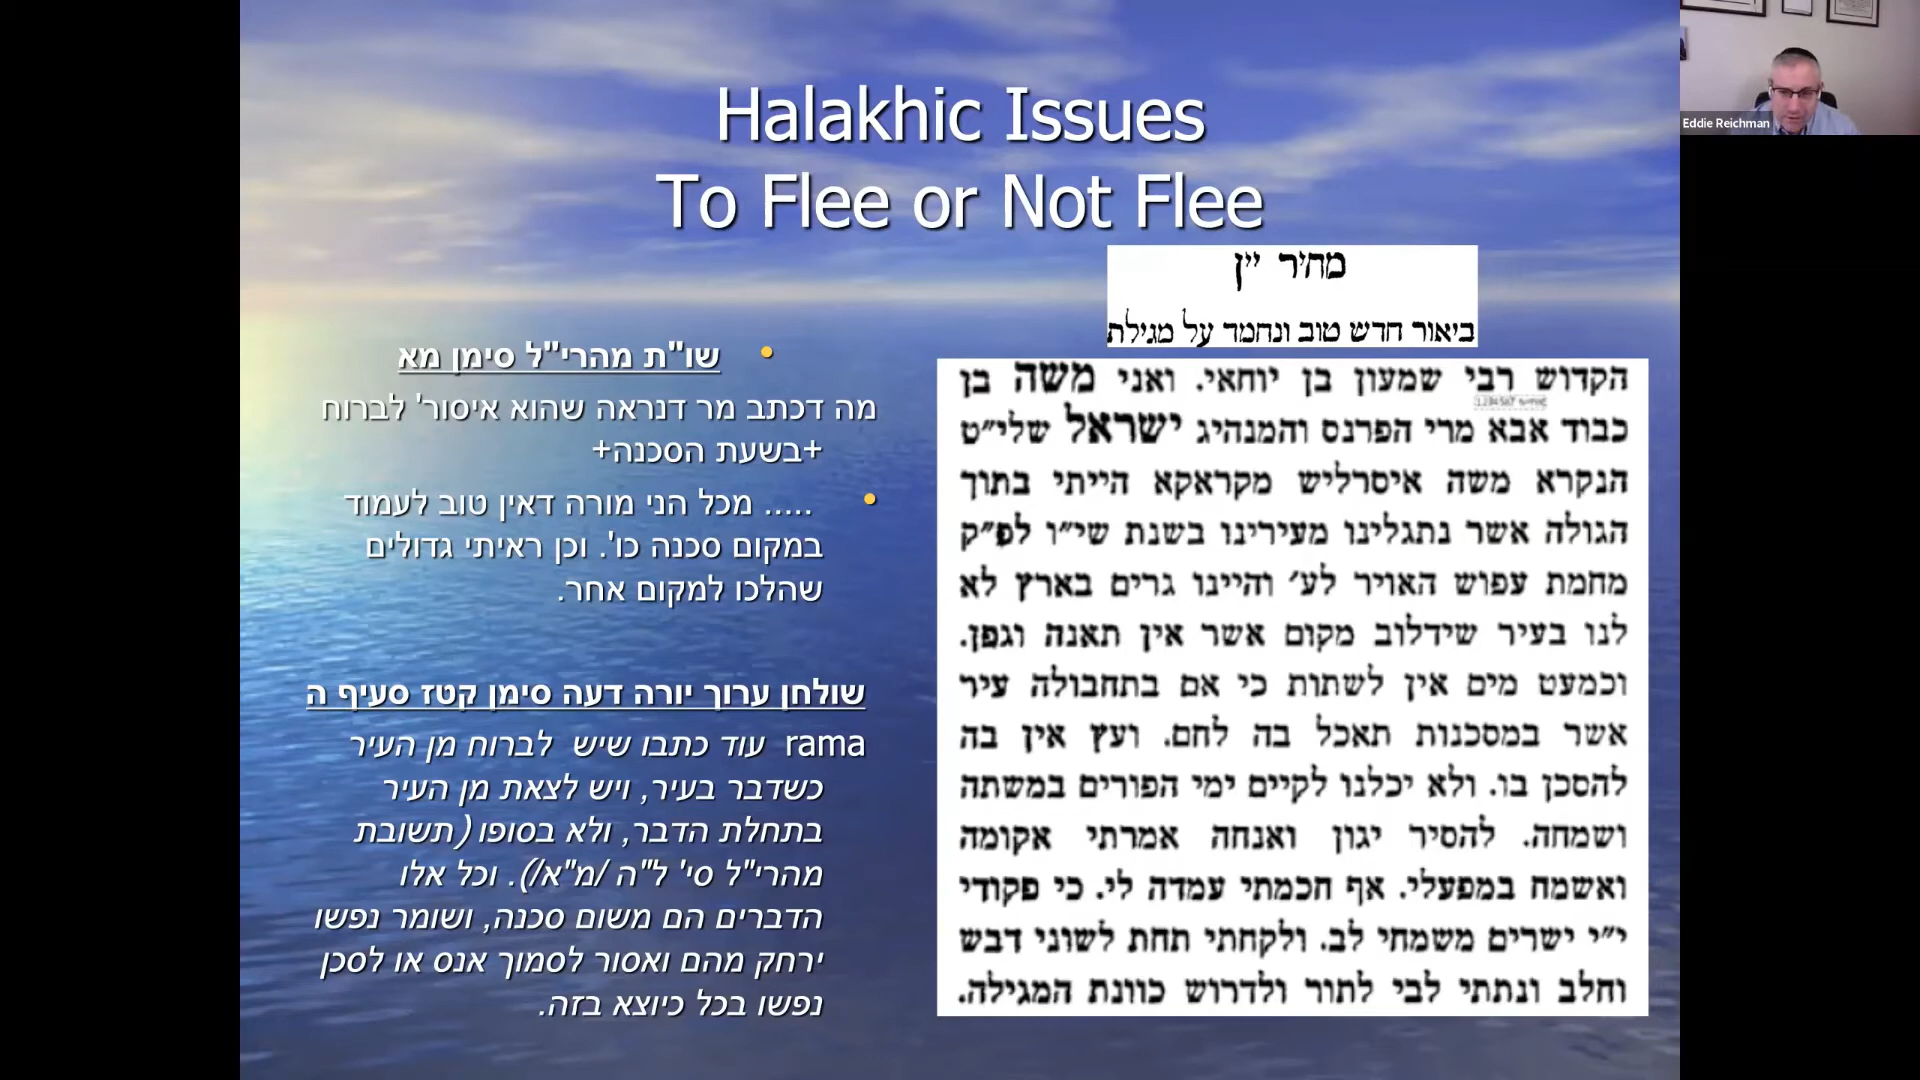 Halakhic Issues
To Flee or Not Flee
שו"ת מהרי"ל סימן מא
מה דכתב מר דנראה שהוא איסור' לברוח
+בשעת הסכנה+
..... מכל הני מורה דאין טוב לעמוד
במקום סכנה כו'. וכן ראיתי גדולים
שהלכו למקום אחר.
שולחן ערוך יורה דעה סימן קטז סעיף ה
rama עוד כתבו שיש לברוח מן העיר
כשדבר בעיר, ויש לצאת מן העיר
בתחלת הדבר, ולא בסופו (תשובת
מהרי"ל סי' ל"ה /מ"א/). וכל אלו
הדברים הם משום סכנה, ושומר נפשו
ירחק מהם ואסור לסמוך אנס או לסכן
נפשו בכל כיוצא בזה.
מחיר יין
ביאור חדש טוב ונחמד על מגילת
הקדוש רבי שמעון בן יוחאי. ואני משה בן
כבוד אבא מרי הפרנס והמנהיג ישראל שלי״ט
הנקרא משה איסרליש מקראקא הייתי בתוך
הגולה אשר נתגלינו מעירינו בשנת שי״ו לפ״ק
מחמת עפוש האויר לע׳ והיינו גרים בארץ לא
לנו בעיר שידלוב מקום אשר אין תאנה וגפן.
וכמעט מים אין לשתות כי אם בתחבולה עיר
אשר במסכנות תאכל בה לחם. ועץ אין בה
להסכן בו. ולא יכלנו לקיים ימי הפורים במשתה
ושמחה. להסיר יגון ואנחה אמרתי אקומה
ואשמח במפעלי. אף חכמתי עמדה לי. כי פקודי
י״י ישרים משמחי לב. ולקחתי תחת לשוני דבש
וחלב ונתתי לבי לתור ולדרוש כוונת המגילה.
Eddie Reichman